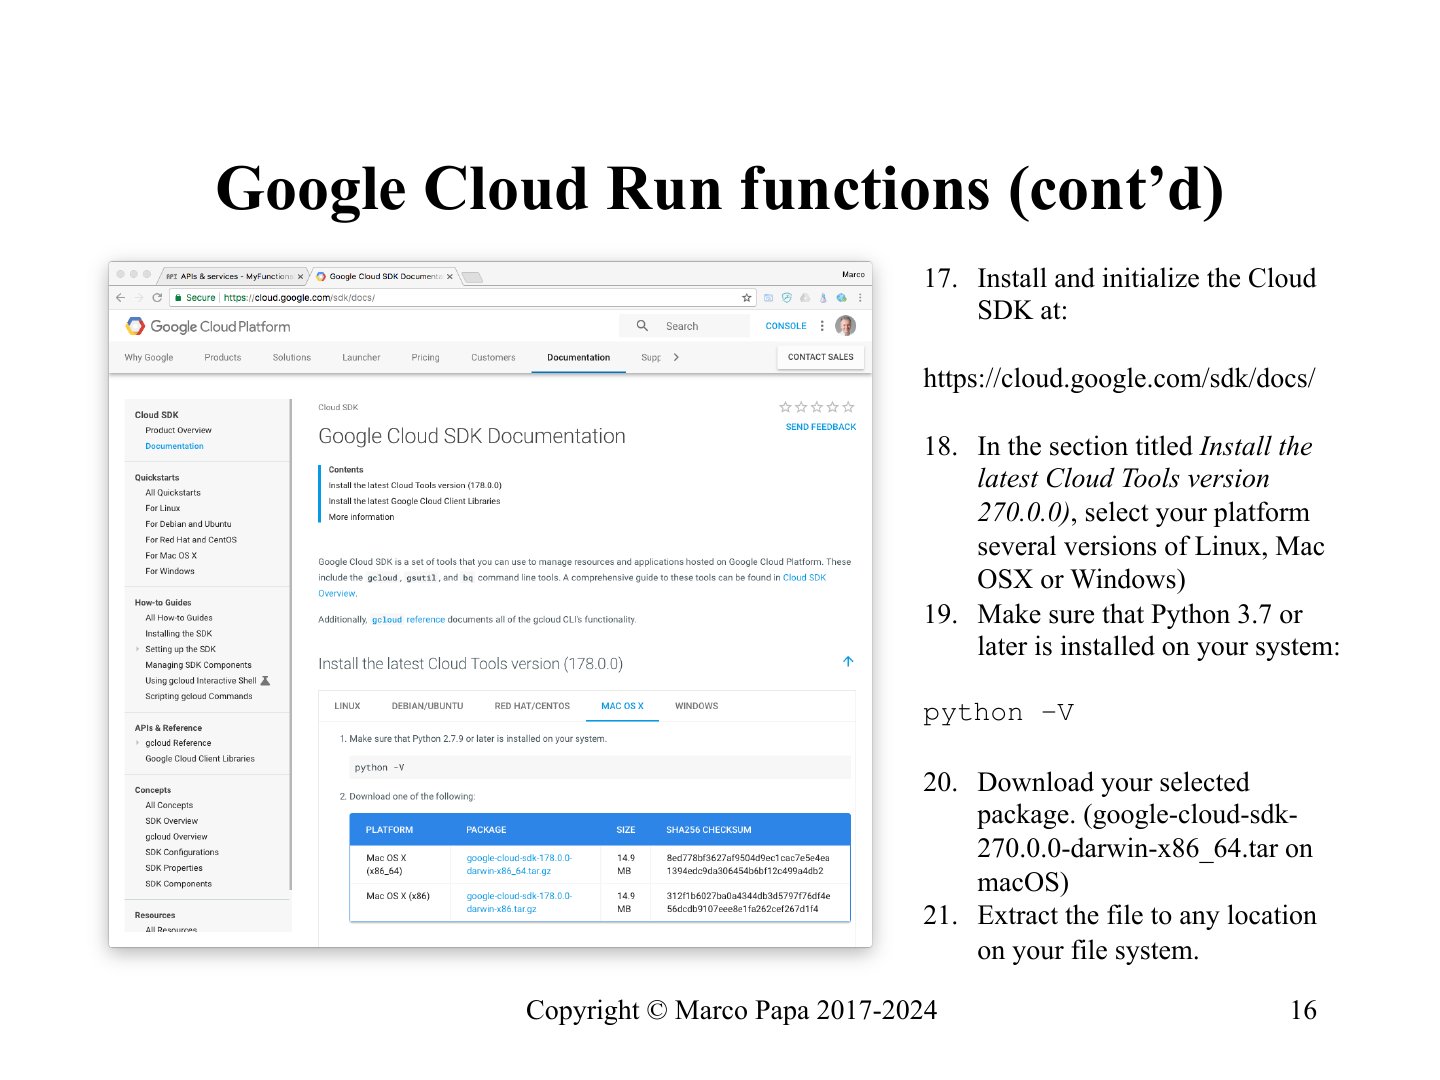 Google Cloud Run functions (cont’d)
API APIs & services - MyFunctions
Google Cloud SDK Documenta
Marco
Secure
https://cloud.google.com/sdk/docs/
Google Cloud Platform
Search
CONSOLE
Why Google
Products
Solutions
Launcher
Pricing
Customers
Documentation
Supp
CONTACT SALES
Cloud SDK
Product Overview
Documentation
Quickstarts
All Quickstarts
For Linux
For Debian and Ubuntu
For Red Hat and CentOS
For Mac OS X
For Windows
How-to Guides
All How-to Guides
Installing the SDK
Setting up the SDK
Managing SDK Components
Using gcloud Interactive Shell
Scripting gcloud Commands
APIs & Reference
gcloud Reference
Google Cloud Client Libraries
Concepts
All Concepts
SDK Overview
gcloud Overview
SDK Configurations
SDK Properties
SDK Components
Resources
All Resources
Cloud SDK
SEND FEEDBACK
Google Cloud SDK Documentation
Contents
Install the latest Cloud Tools version (178.0.0)
Install the latest Google Cloud Client Libraries
More information
Google Cloud SDK is a set of tools that you can use to manage resources and applications hosted on Google Cloud Platform. These
include the gcloud, gsutil, and bq command line tools. A comprehensive guide to these tools can be found in Cloud SDK
Overview.
Additionally, gcloud reference documents all of the gcloud CLI's functionality.
Install the latest Cloud Tools version (178.0.0)
LINUX
DEBIAN/UBUNTU
RED HAT/CENTOS
MAC OS X
WINDOWS
1. Make sure that Python 2.7.9 or later is installed on your system.
python -V
2. Download one of the following:
PLATFORM PACKAGE SIZE SHA256 CHECKSUM
Mac OS X google-cloud-sdk-178.0.0- 14.9 8ed778bf3627af9504d9ec1cac7e5e4ea
(x86_64) darwin-x86_64.tar.gz MB 1394edc9da306454b6bf12c499a4db2
Mac OS X (x86) google-cloud-sdk-178.0.0- 14.9 312f1b6027ba0a4344db3d5797f76df4e
darwin-x86.tar.gz MB 56dcdb9107eee8e1fa262cef267d1f4
17. Install and initialize the Cloud
SDK at:
https://cloud.google.com/sdk/docs/
18. In the section titled Install the
latest Cloud Tools version
270.0.0), select your platform
several versions of Linux, Mac
OSX or Windows)
19. Make sure that Python 3.7 or
later is installed on your system:
python –V
20. Download your selected
package. (google-cloud-sdk-
270.0.0-darwin-x86_64.tar on
macOS)
21. Extract the file to any location
on your file system.
Copyright © Marco Papa 2017-2024
16